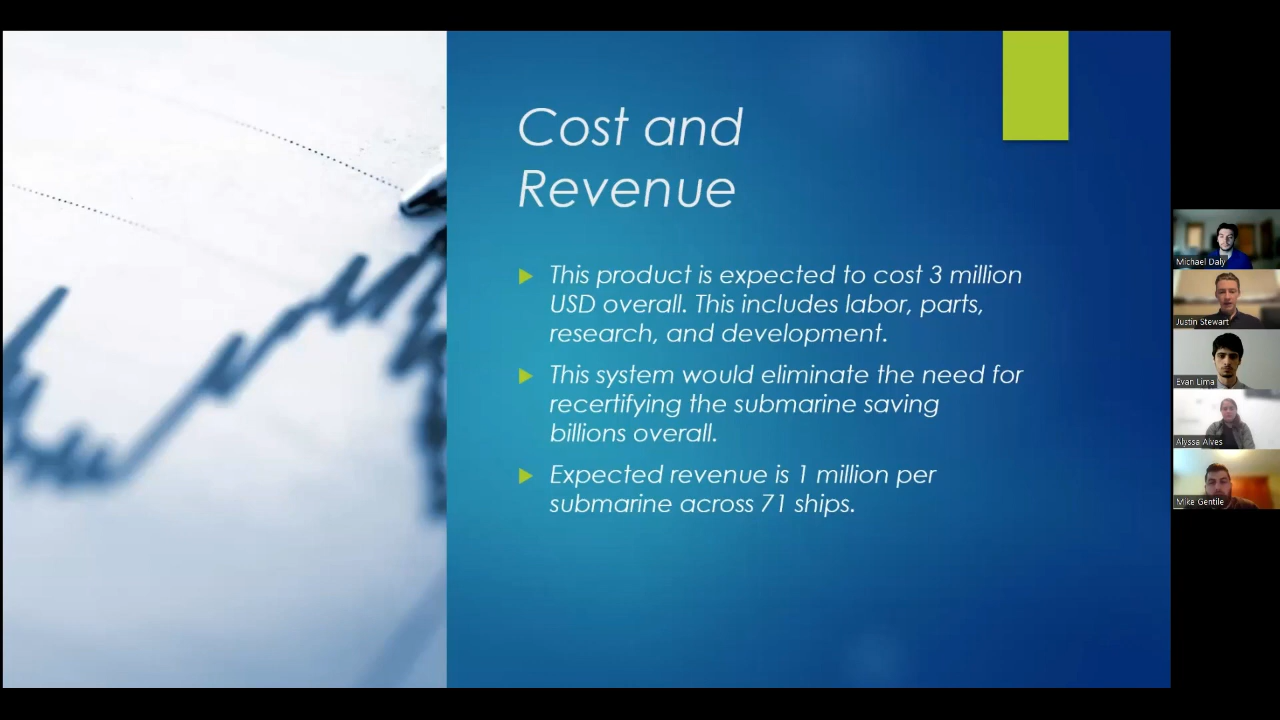 Cost and
Revenue
This product is expected to cost 3 million
USD overall. This includes labor, parts,
research, and development.
This system would eliminate the need for
recertifying the submarine saving
billions overall.
Expected revenue is 1 million per
submarine across 71 ships.
Michael Daly
Justin Stewart
Evan Lima
Alyssa Alves
Mike Gentile